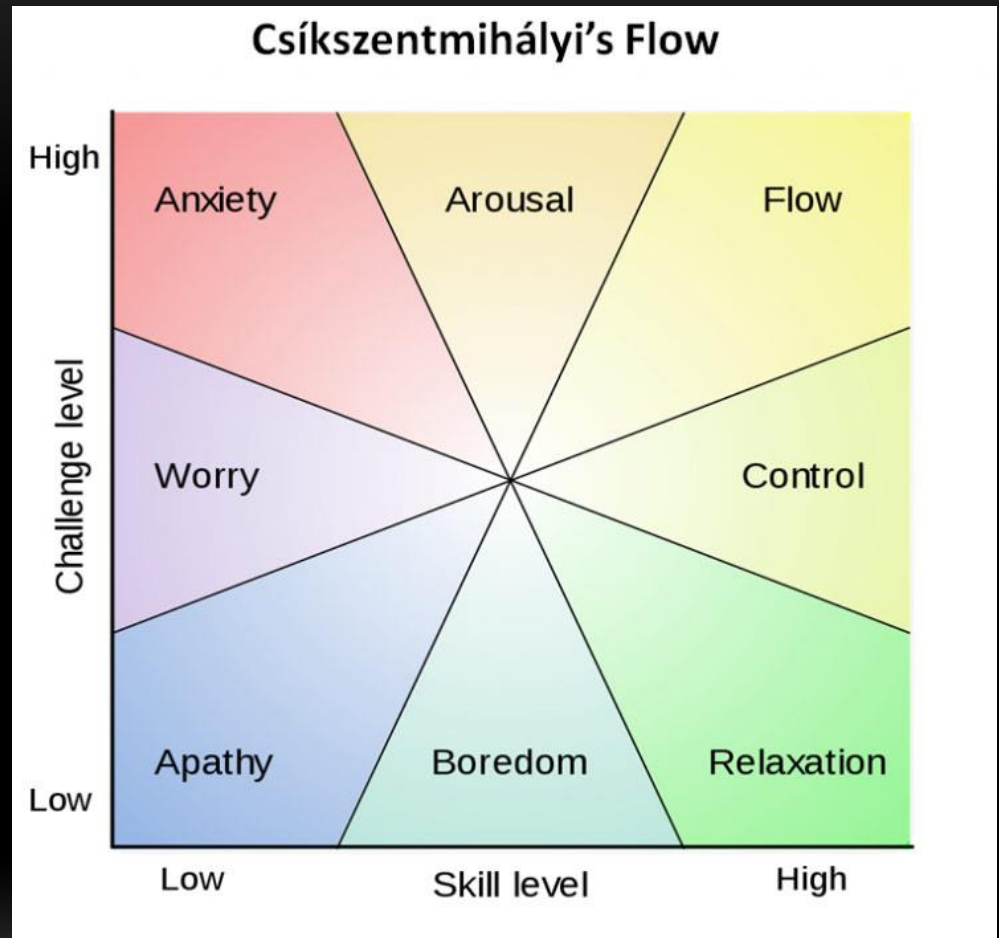 Csíkszentmihályi’s Flow
High
Anxiety
Arousal
Flow
Challenge level
Worry
Control
Apathy
Boredom
Relaxation
Low
Low
Skill level
High